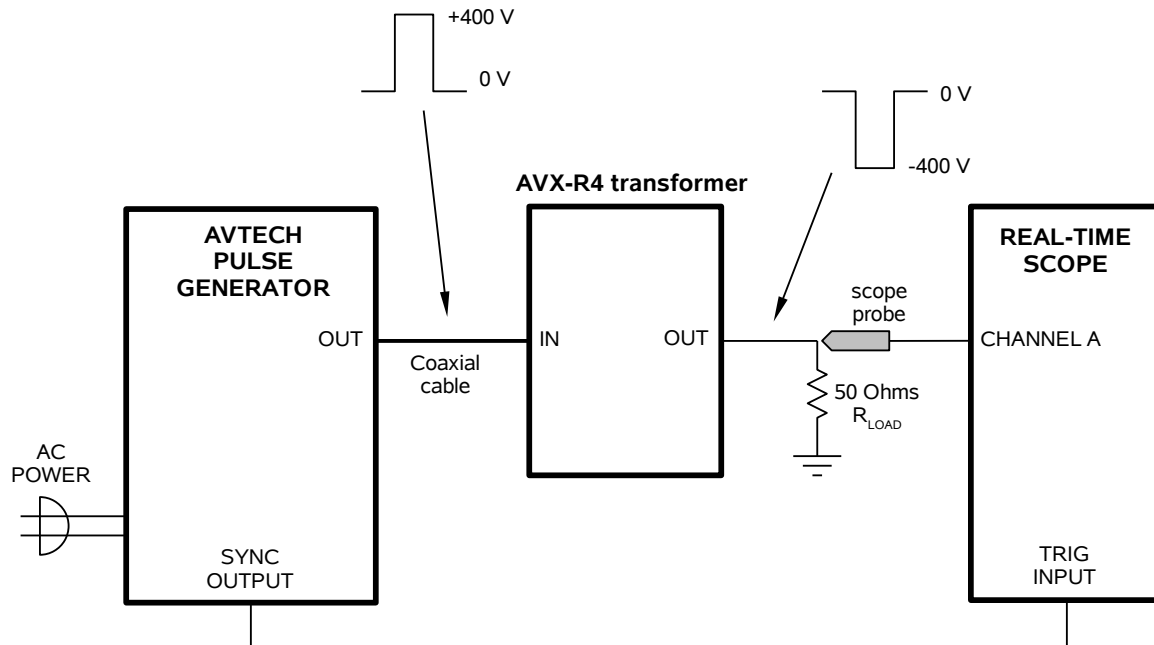 +400 V
0 V
0 V
-400 V
AVX-R4 transformer
AVTECH
PULSE
GENERATOR
REAL-TIME
SCOPE
scope
probe
OUT
IN
OUT
CHANNEL A
Coaxial
cable
50 Ohms
RLOAD
AC
POWER
SYNC
OUTPUT
TRIG
INPUT